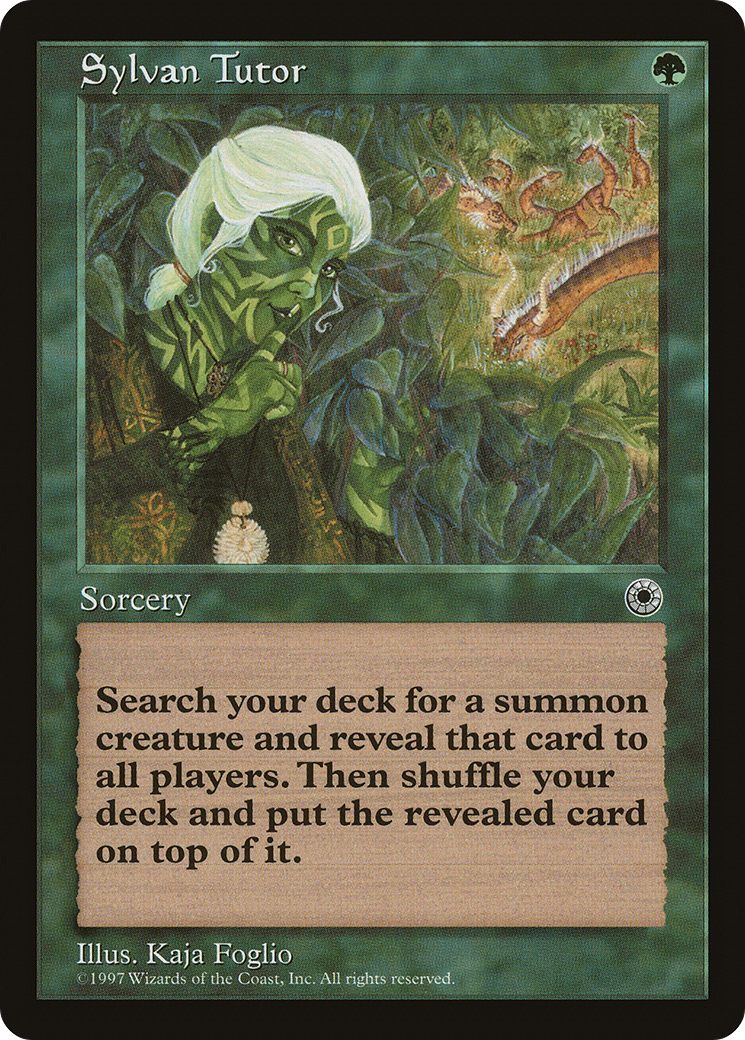 Sylvan Tutor
Sorcery
Search your deck for a summon
creature and reveal that card to
all players. Then shuffle your
deck and put the revealed card
on top of it.
Illus. Kaja Foglio
©1997 Wizards of the Coast, Inc. All rights reserved.